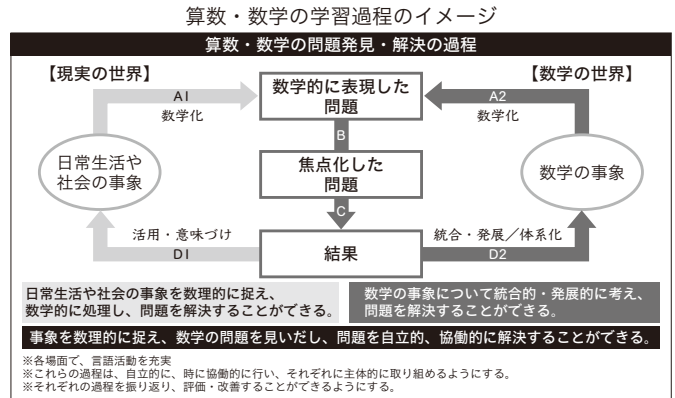 算数・数学の学習過程のイメージ
算数・数学の問題発見・解決の過程
【現実の世界】
【数学の世界】
A1
数学化
数学的に表現した
問題
A2
数学化
B
日常生活や
社会の事象
焦点化した
問題
数学の事象
C
活用・意味づけ
D1
結果
統合・発展／体系化
D2
日常生活や社会の事象を数理的に捉え、
数学的に処理し、問題を解決することができる。
数学の事象について統合的・発展的に考え、
問題を解決することができる。
事象を数理的に捉え、数学の問題を見いだし、問題を自立的、協働的に解決することができる。
※各場面で、言語活動を充実
※これらの過程は、自立的に、時に協働的に行い、それぞれに主体的に取り組めるようにする。
※それぞれの過程を振り返り、評価・改善することができるようにする。